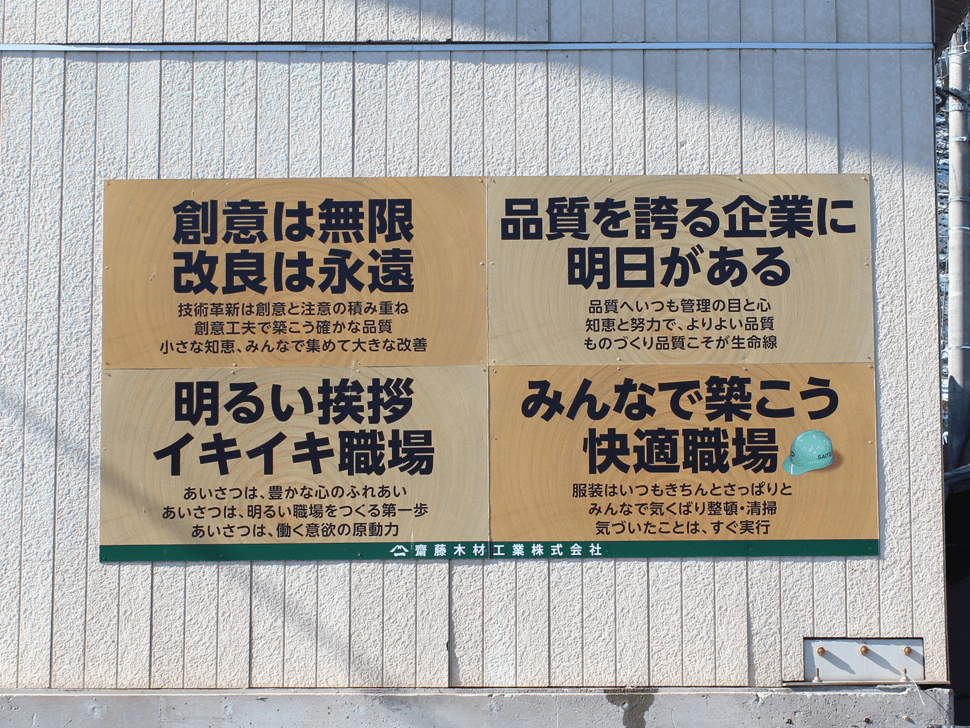 創意は無限
改良は永遠
技術革新は創意と注意の積み重ね
創意工夫で築こう確かな品質
小さな知恵、みんなで集めて大きな改善
品質を誇る企業に
明日がある
品質へいつも管理の目と心
知恵と努力で、よりよい品質
ものづくり品質こそが生命線
明るい挨拶
イキイキ職場
あいさつは、豊かな心のふれあい
あいさつは、明るい職場をつくる第一歩
あいさつは、働く意欲の原動力
みんなで築こう
快適職場
服装はいつもきちんとさっぱりと
みんなで気くばり整頓・清掃
気づいたことは、すぐ実行
齋藤木材工業株式会社